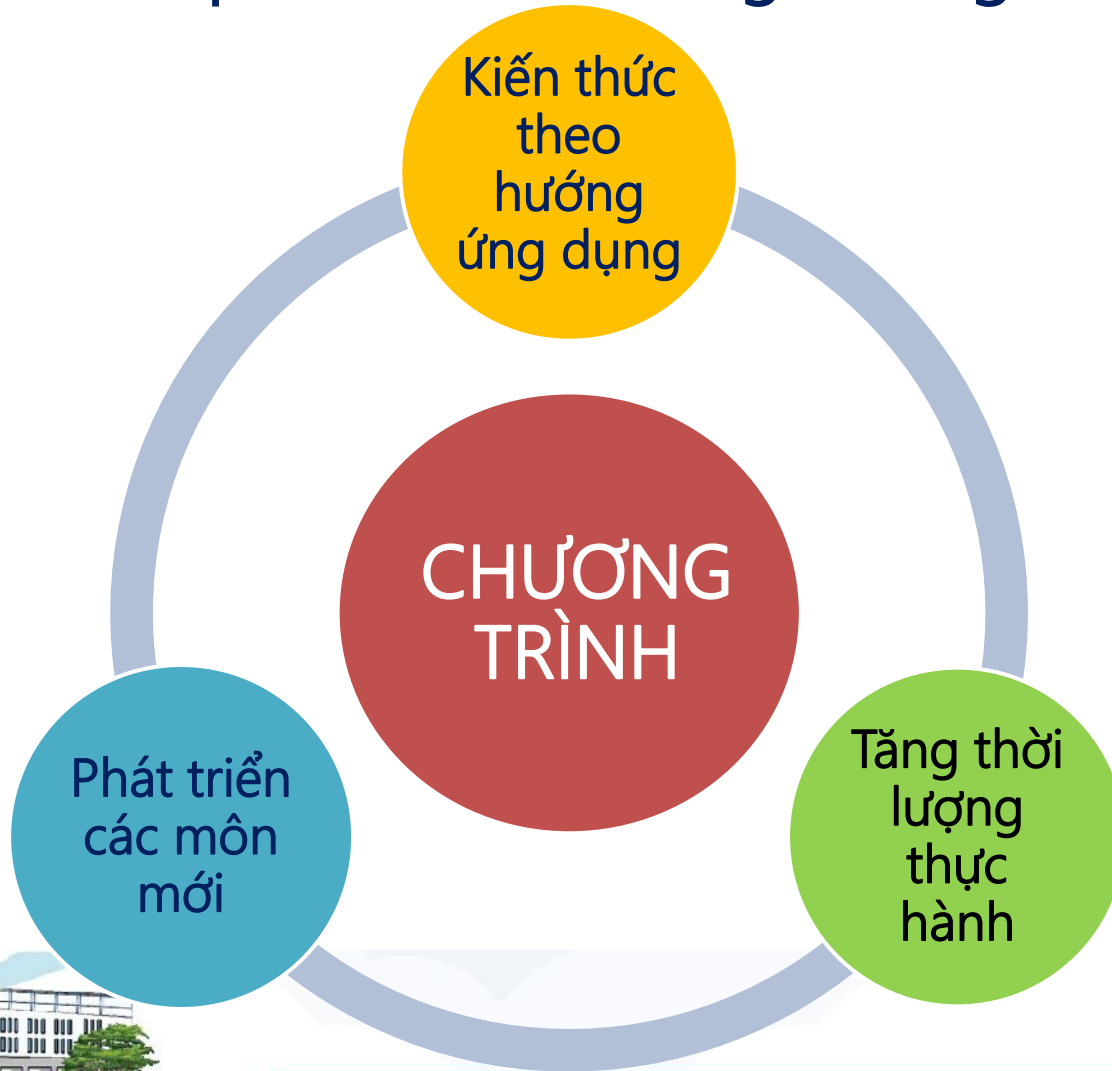 Kiến thức
theo
hướng
ứng dụng
CHƯƠNG
TRÌNH
Phát triển
các môn
mới
Tăng thời
lượng
thực
hành